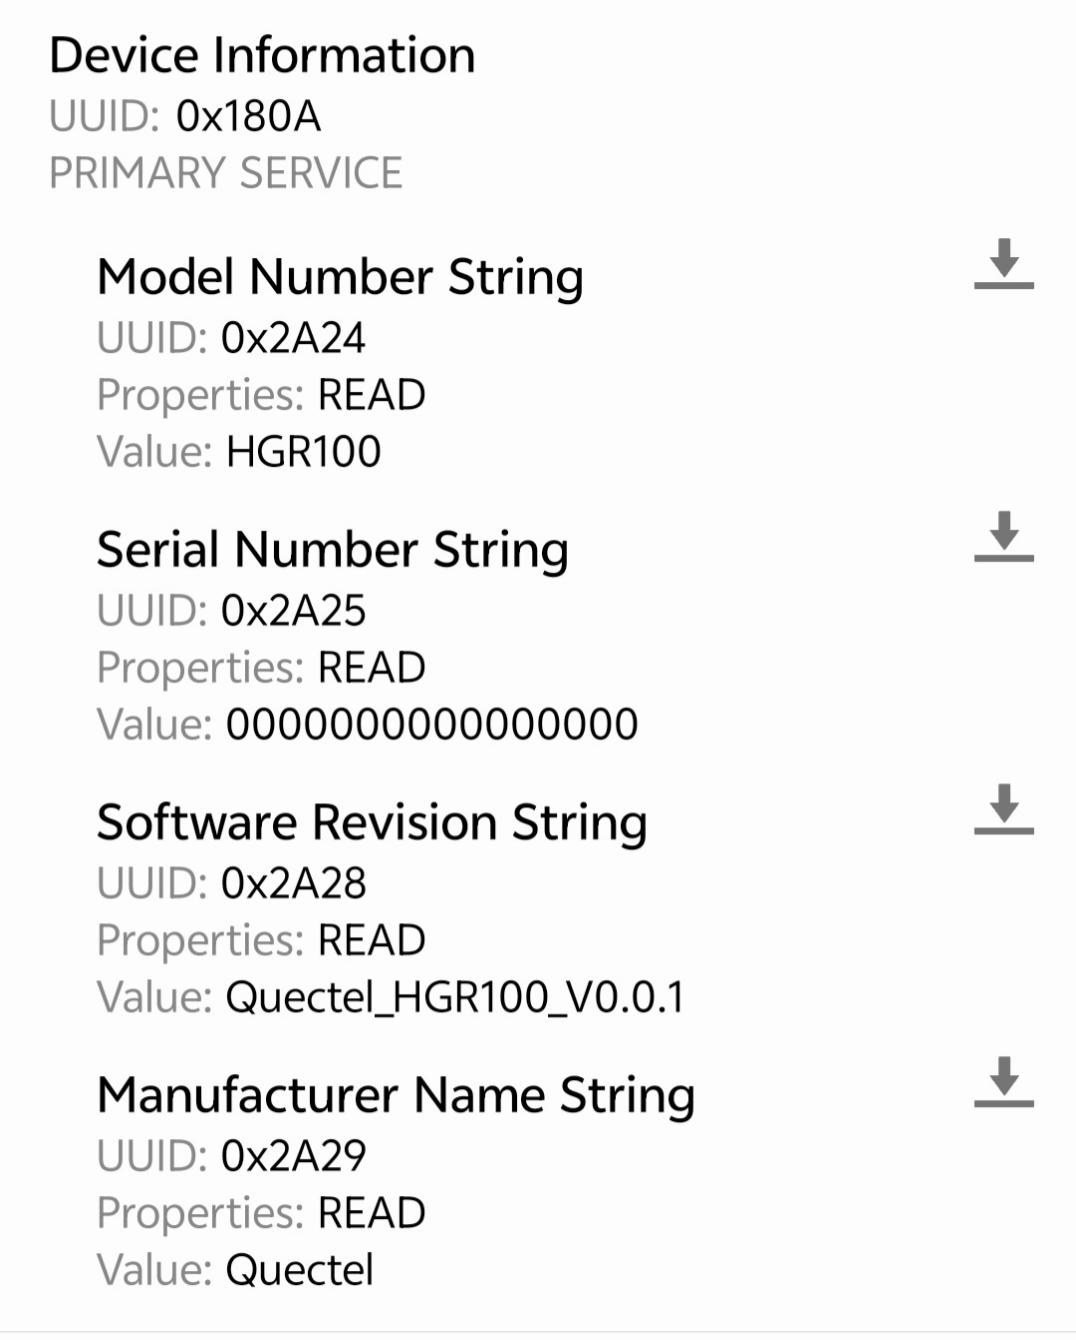 Device Information
UUID: 0x180A
PRIMARY SERVICE
Model Number String
UUID: 0x2A24
Properties: READ
Value: HGR100
Serial Number String
UUID: 0x2A25
Properties: READ
Value: 0000000000000000
Software Revision String
UUID: 0x2A28
Properties: READ
Value: Quectel_HGR100_V0.0.1
Manufacturer Name String
UUID: 0x2A29
Properties: READ
Value: Quectel